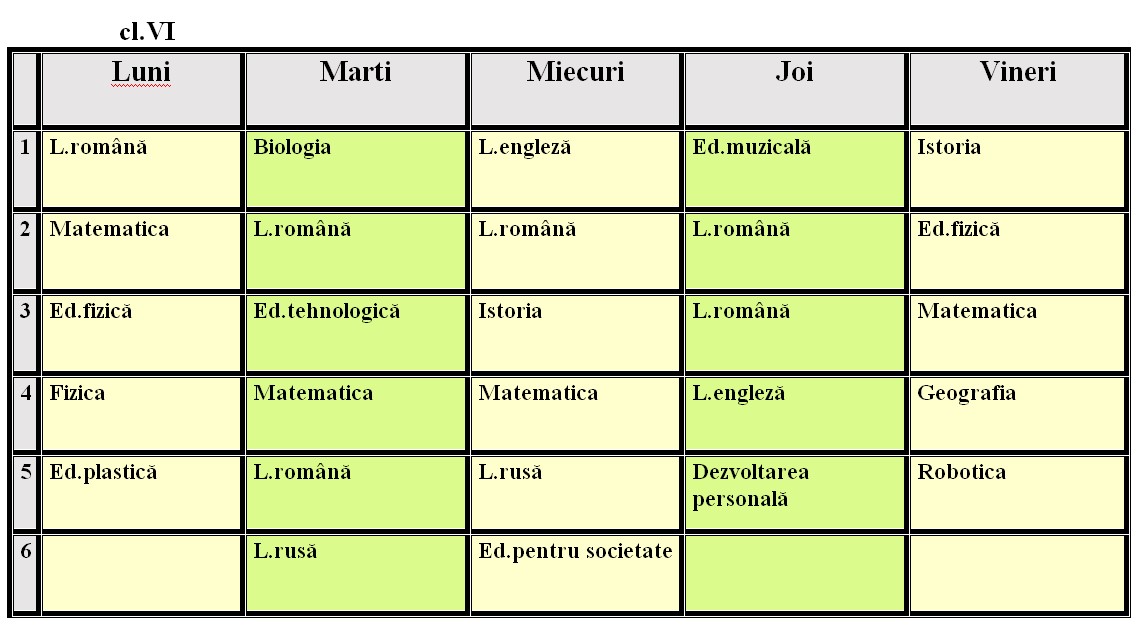 cl.VI
Luni Marti Miecuri Joi Vineri
1 L.română Biologia L.engleză Ed.muzicală Istoria
2 Matematica L.română L.română L.română Ed.fizică
3 Ed.fizică Ed.tehnologică Istoria L.română Matematica
4 Fizica Matematica Matematica L.engleză Geografia
5 Ed.plastică L.română L.rusă Dezvoltarea Robotica
personală
6 L.rusă Ed.pentru societate